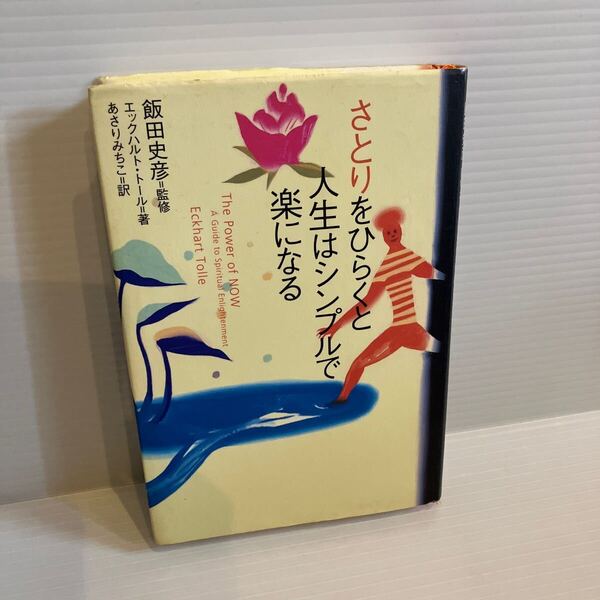 さとりをひらくと
人生はシンプルで
楽になる
The Power of NOW
A Guide to Spiritual Enlightenment
Eckhart Tolle
飯田史彦=監修
エックハルト・トール=著
あさりみちこ=訳